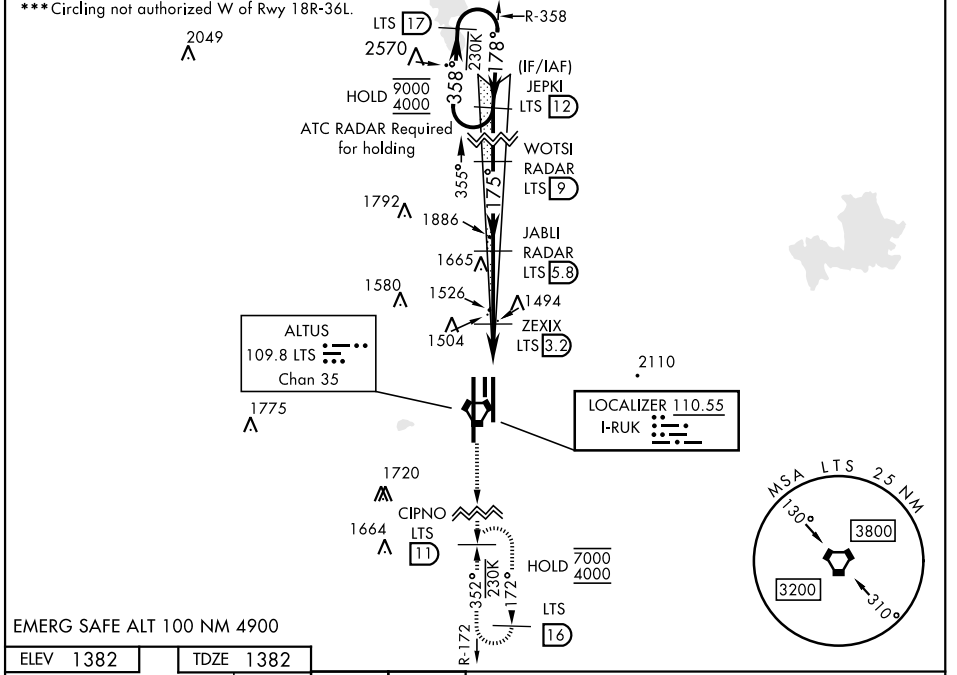 ***Circling not authorized W of Rwy 18R-36L.
LTS 17
R-358
2049
2570
230K
178°
358°
(IF/IAF)
JEPKI
LTS 12
HOLD 9000
4000
ATC RADAR Required
for holding
WOTSI
RADAR
LTS 9
355°
175°
1792
1886
JABLI
RADAR
LTS 5.8
1665
1580
1526
1494
1504
ZEXIX
LTS 3.2
ALTUS
109.8 LTS
Chan 35
2110
LOCALIZER 110.55
I-RUK
1775
1720
CIPNO
LTS
11
1664
HOLD 7000
4000
352°
230K
172°
LTS
16
R-172
MSA LTS 25 NM
130°
3800
3200
310°
EMERG SAFE ALT 100 NM 4900
ELEV 1382
TDZE 1382